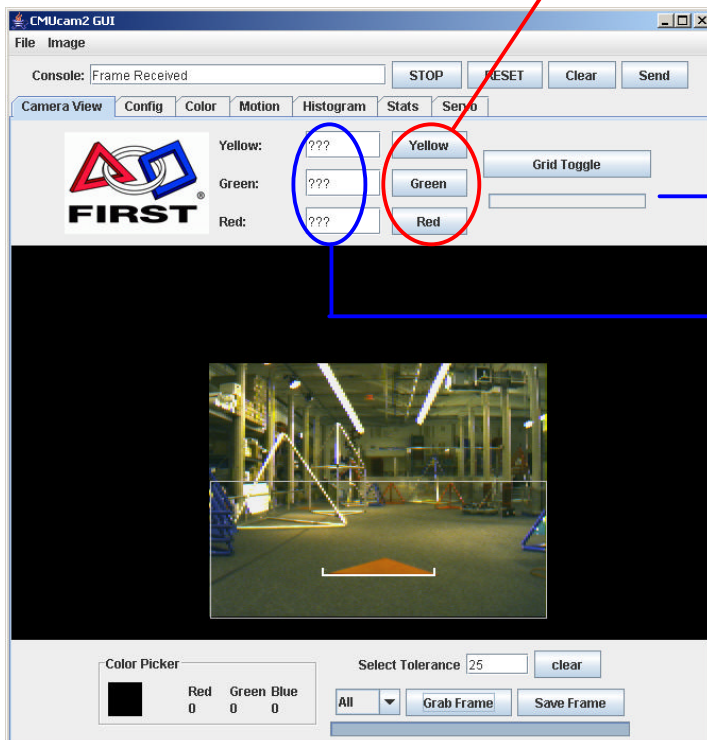 CMUcam2 GUI
File Image
Console: Frame Received STOP RESET Clear Send
Camera View Config Color Motion Histogram Stats Servo
Yellow: ??? Yellow
Grid Toggle
Green: ??? Green
FIRST ®
Red: ??? Red
Color Picker
Select Tolerance 25 clear
Red Green Blue
0 0 0
All Grab Frame Save Frame